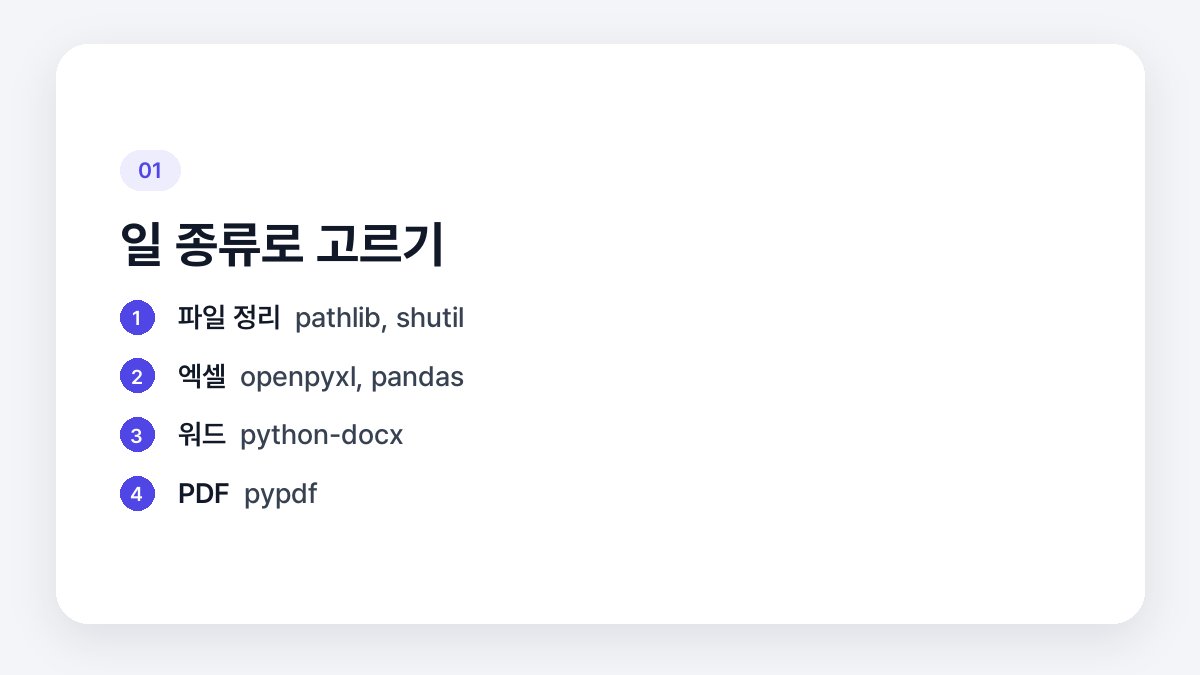 01
일 종류로 고르기
1 파일 정리 pathlib, shutil
2 엑셀 openpyxl, pandas
3 워드 python-docx
4 PDF pypdf